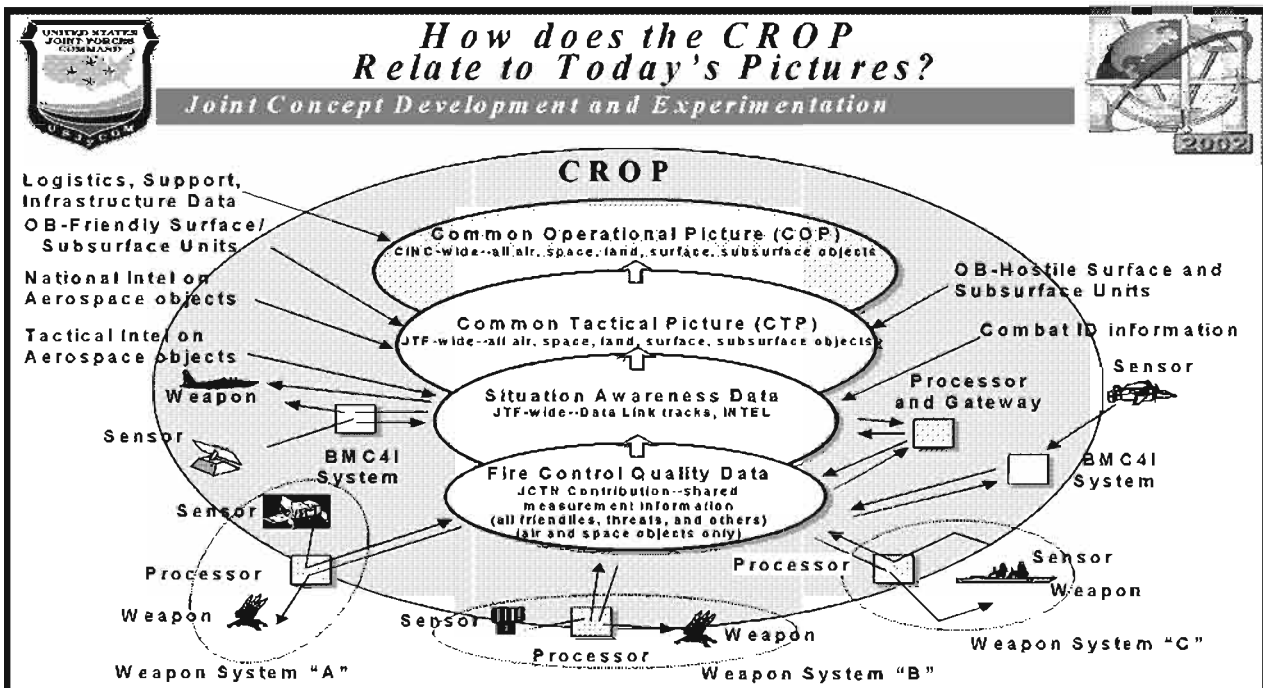 UNITED STATES
JOINT FORCES
COMMAND
USJFCOM
How does the CROP
Relate to Today's Pictures?
Joint Concept Development and Experimentation
2002
CROP
Logistics, Support,
Infrastructure Data
OB-Friendly Surface/
Subsurface Units
National Intel on
Aerospace objects
Tactical Intel on
Aerospace objects
Weapon
Sensor
BMC4I
System
Common Operational Picture (COP)
CINC-wide--all air, space, land, surface, subsurface objects
Common Tactical Picture (CTP)
JTF-wide--all air, space, land, surface, subsurface objects
Situation Awareness Data
JTF-wide--Data Link tracks, INTEL
Fire Control Quality Data
JCTN Contribution--shared
measurement information
(all friendlies, threats, and others)
(air and space objects only)
OB-Hostile Surface and
Subsurface Units
Combat ID information
Sensor
Processor
and Gateway
BMC4I
System
Sensor
Processor
Weapon
Weapon System “A”
Sensor
Processor
Weapon
Weapon System “B”
Processor
Sensor
Weapon
Weapon System “C”